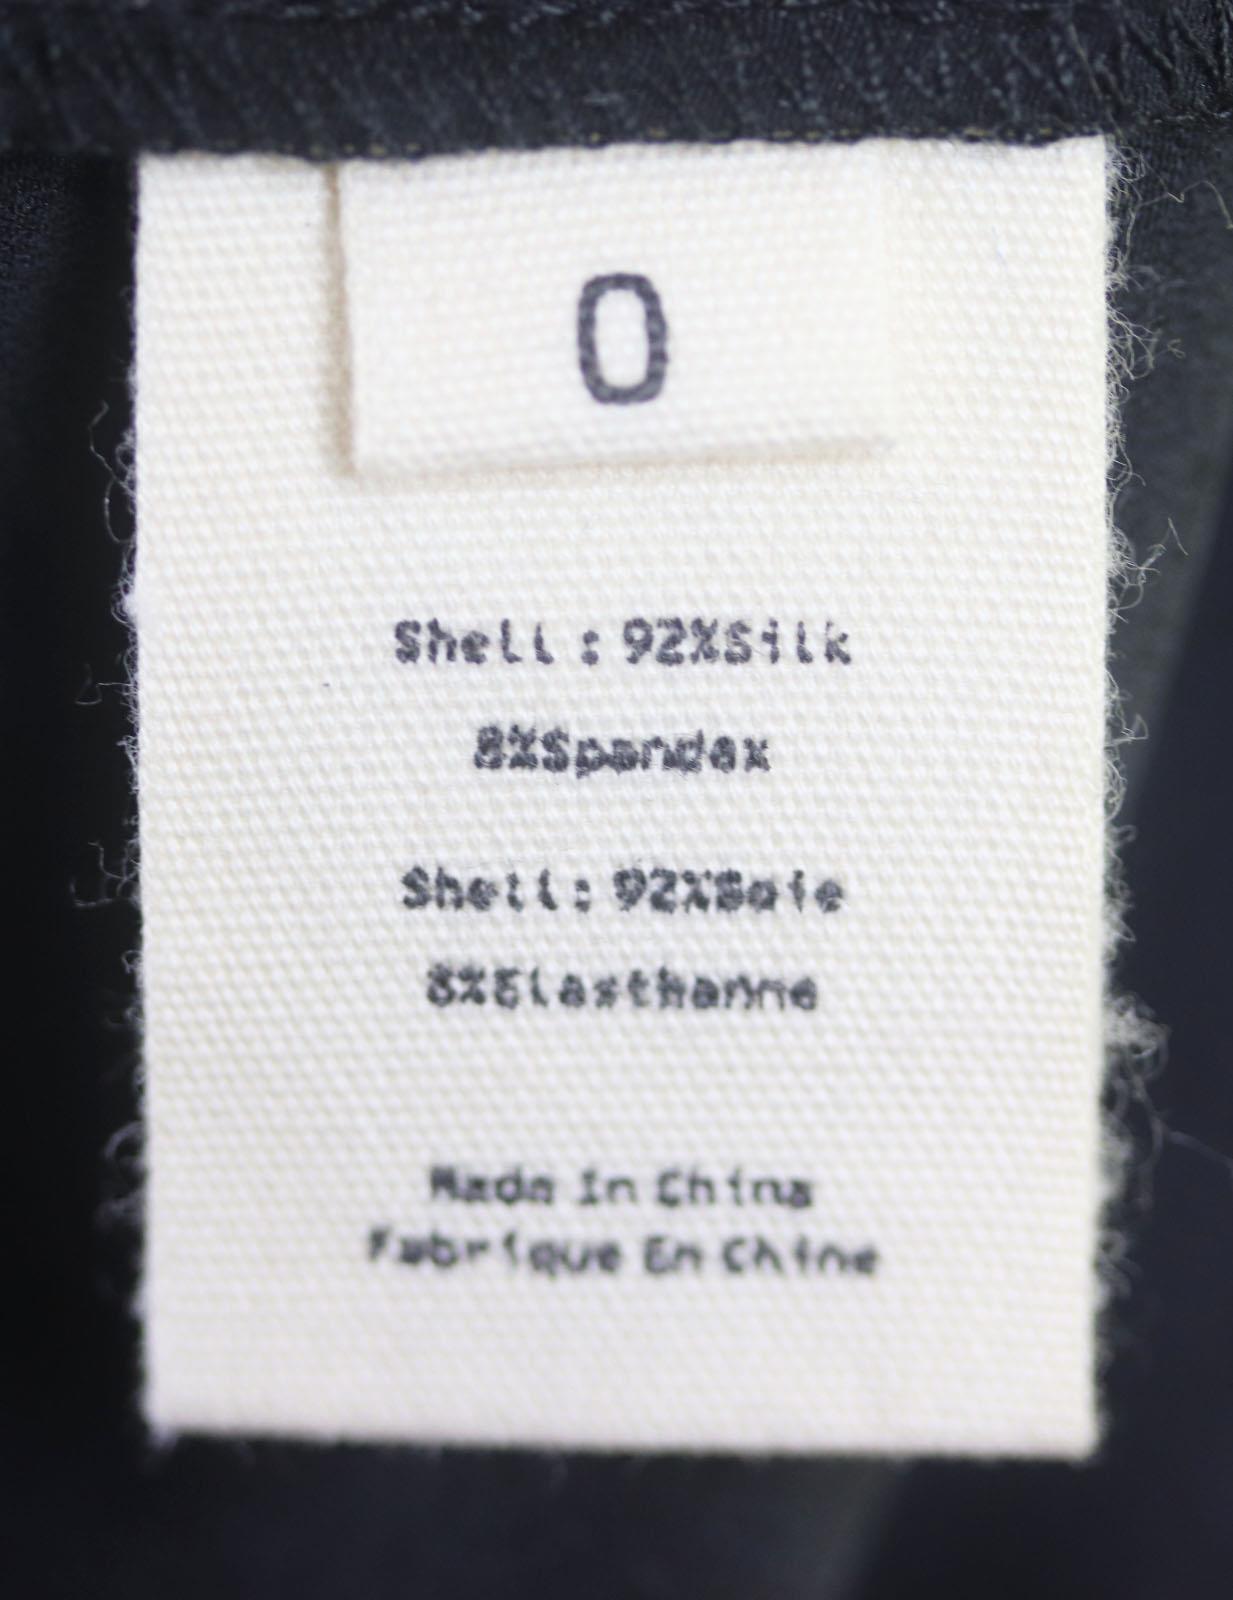 0
Shell: 92%Silk
8%Spandex
Shell: 92%Soie
8%Elasthanne
Made In China
Fabrique En Chine